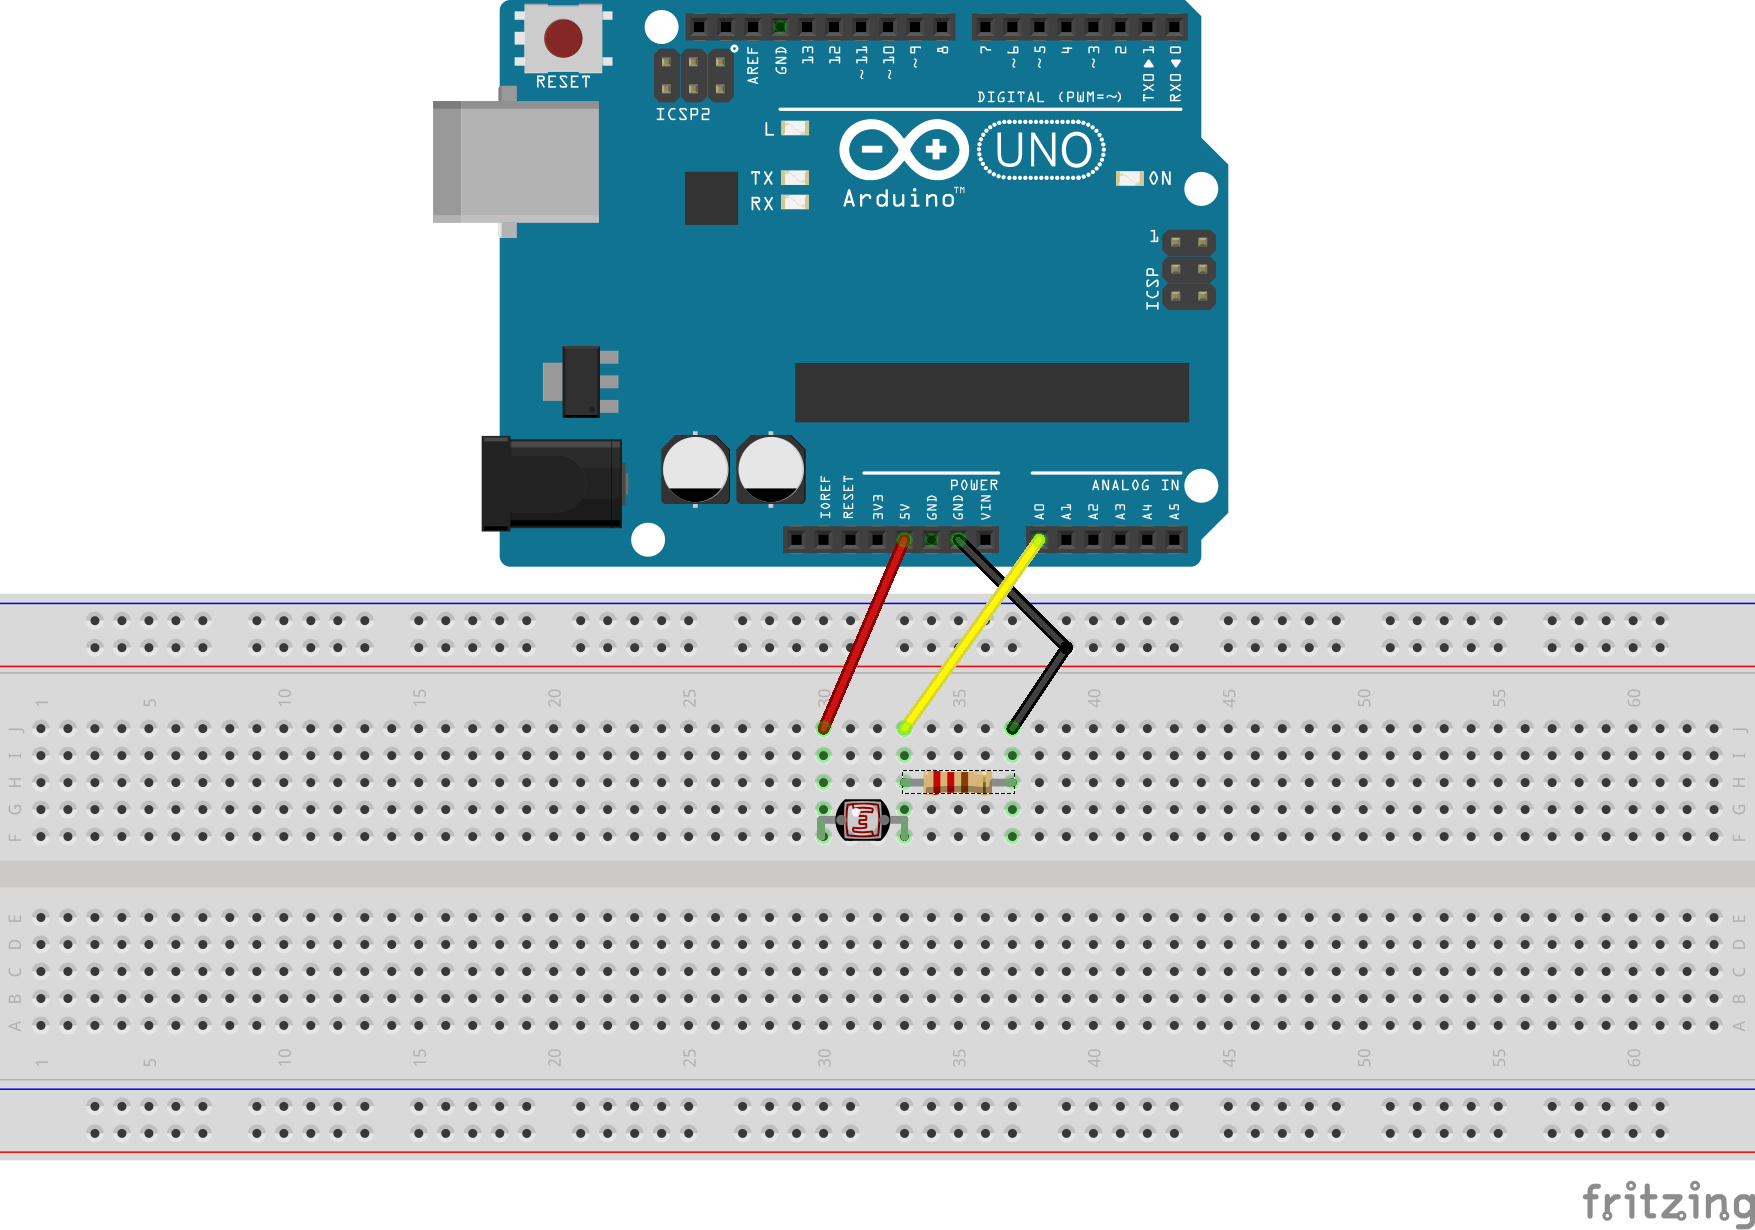 RESET
ICSP2
AREF
GND
13
12
~11
~10
~9
8
7
~6
~5
4
~3
2
TX0▶1
RX0◀0
DIGITAL (PWM=~)
L
TX
RX
Arduino™
UNO
ON
1
ICSP
IOREF
RESET
3V3
5V
GND
GND
VIN
POWER
A0
A1
A2
A3
A4
A5
ANALOG IN
1 5 10 15 20 25 30 35 40 45 50 55 60
J J
I I
H H
G G
F F
E E
D D
C C
B B
A A
1 5 10 15 20 25 30 35 40 45 50 55 60
fritzing